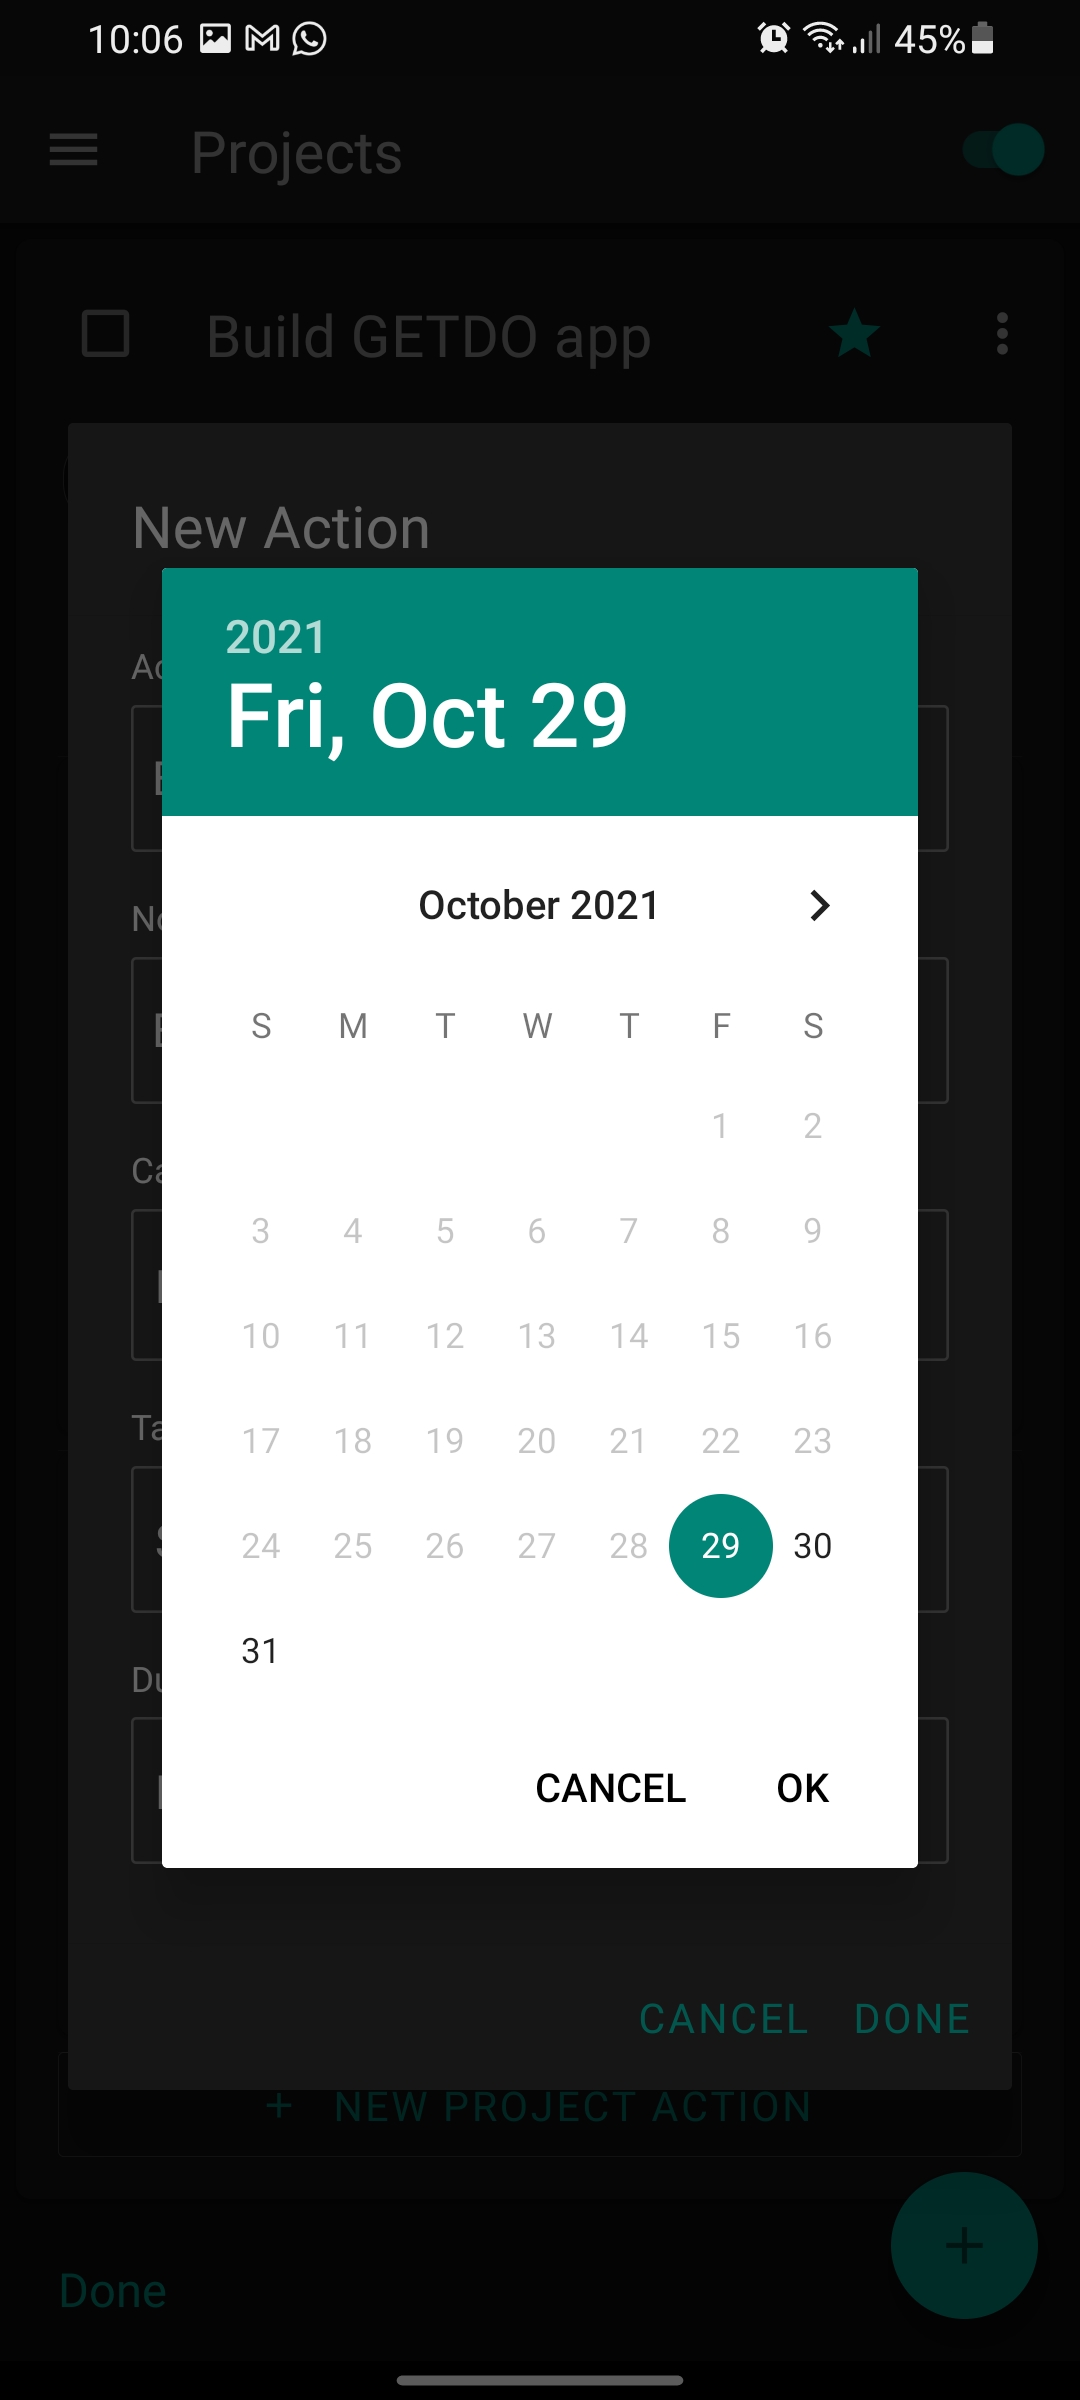 10:06 45%
Projects
Build GETDO app
New Action
2021
Fri, Oct 29
October 2021
S M T W T F S
1 2
3 4 5 6 7 8 9
10 11 12 13 14 15 16
17 18 19 20 21 22 23
24 25 26 27 28 29 30
31
CANCEL OK
CANCEL DONE
+ NEW PROJECT ACTION
Done